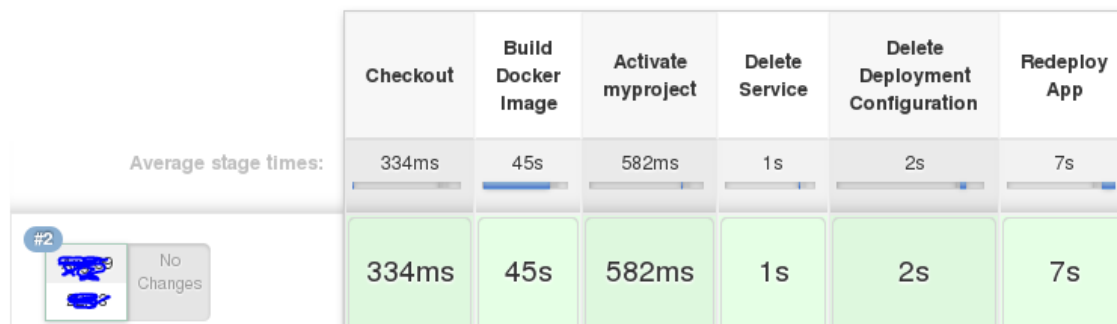 Checkout
Build
Docker
Image
Activate
myproject
Delete
Service
Delete
Deployment
Configuration
Redeploy
App
Average stage times:
334ms
45s
582ms
1s
2s
7s
#2
No
Changes
334ms
45s
582ms
1s
2s
7s